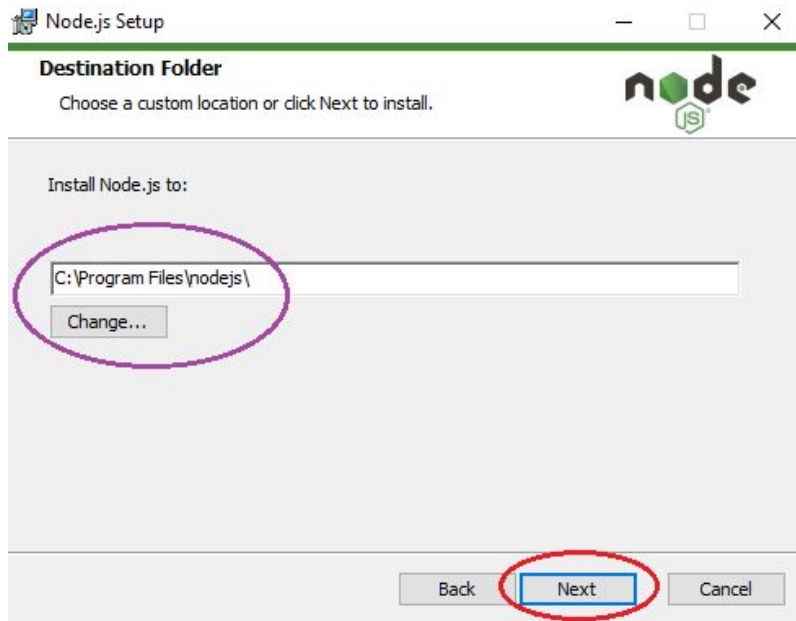 Node.js Setup
Destination Folder
Choose a custom location or click Next to install.
node
JS
Install Node.js to:
C:\Program Files\nodejs\
Change...
Back
Next
Cancel